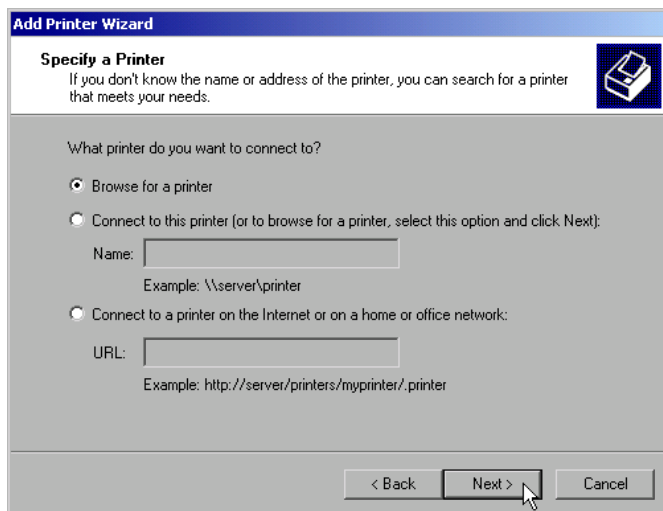 Add Printer Wizard
Specify a Printer
If you don't know the name or address of the printer, you can search for a printer
that meets your needs.
What printer do you want to connect to?
Browse for a printer
Connect to this printer (or to browse for a printer, select this option and click Next):
Name:
Example: \\server\printer
Connect to a printer on the Internet or on a home or office network:
URL:
Example: http://server/printers/myprinter/.printer
< Back Next > Cancel